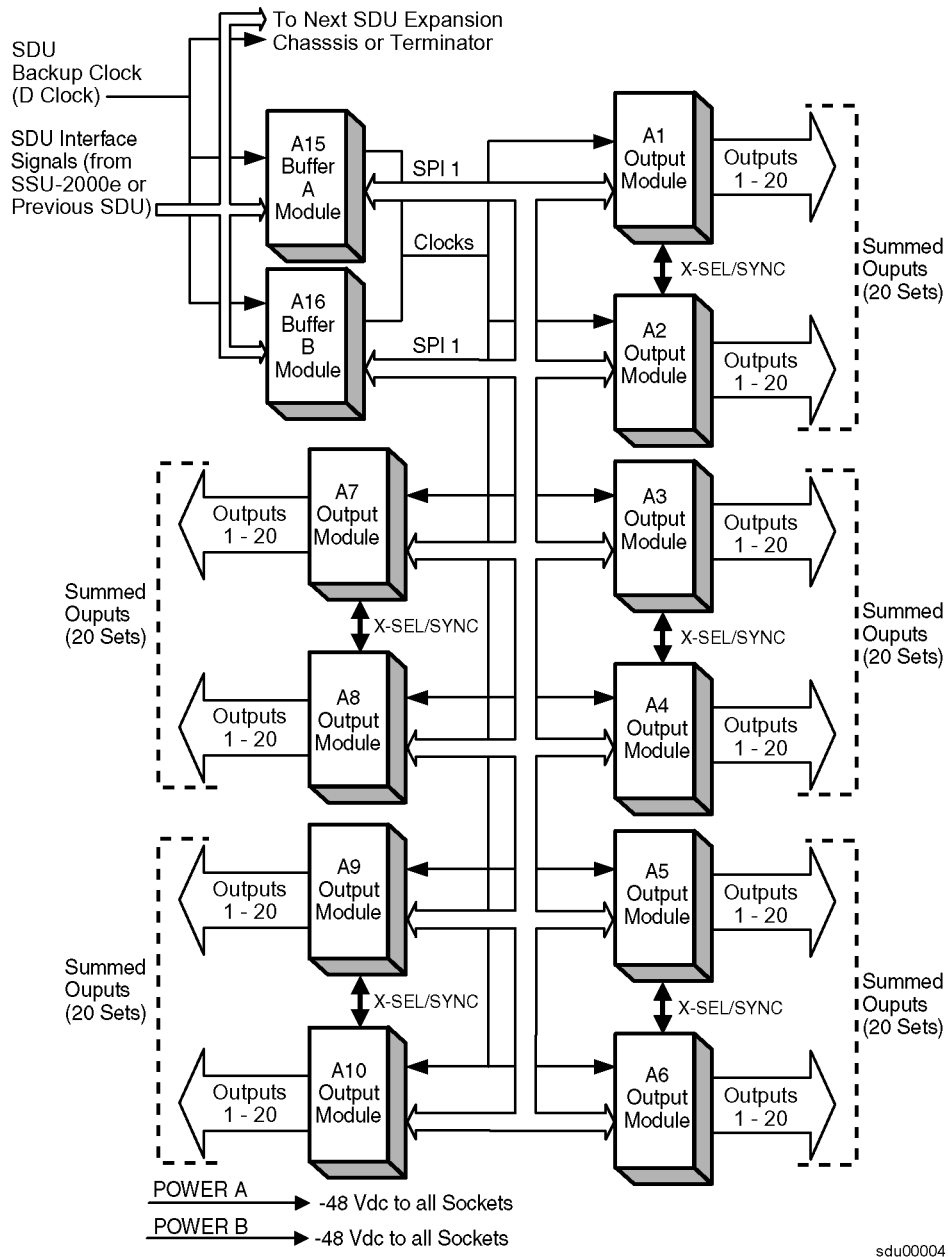 To Next SDU Expansion
Chasssis or Terminator
SDU
Backup Clock
(D Clock)
SDU Interface
Signals (from
SSU-2000e or
Previous SDU)
A15
Buffer
A
Module
SPI 1
A1
Output
Module
Outputs
1 - 20
Clocks
X-SEL/SYNC
Summed
Ouputs
(20 Sets)
A16
Buffer
B
Module
SPI 1
A2
Output
Module
Outputs
1 - 20
A7
Output
Module
Outputs
1 - 20
A3
Output
Module
Outputs
1 - 20
Summed
Ouputs
(20 Sets)
X-SEL/SYNC
X-SEL/SYNC
Summed
Ouputs
(20 Sets)
A8
Output
Module
Outputs
1 - 20
A4
Output
Module
Outputs
1 - 20
A9
Output
Module
Outputs
1 - 20
A5
Output
Module
Outputs
1 - 20
Summed
Ouputs
(20 Sets)
X-SEL/SYNC
X-SEL/SYNC
Summed
Ouputs
(20 Sets)
A10
Output
Module
Outputs
1 - 20
A6
Output
Module
Outputs
1 - 20
POWER A
-48 Vdc to all Sockets
POWER B
-48 Vdc to all Sockets
sdu00004